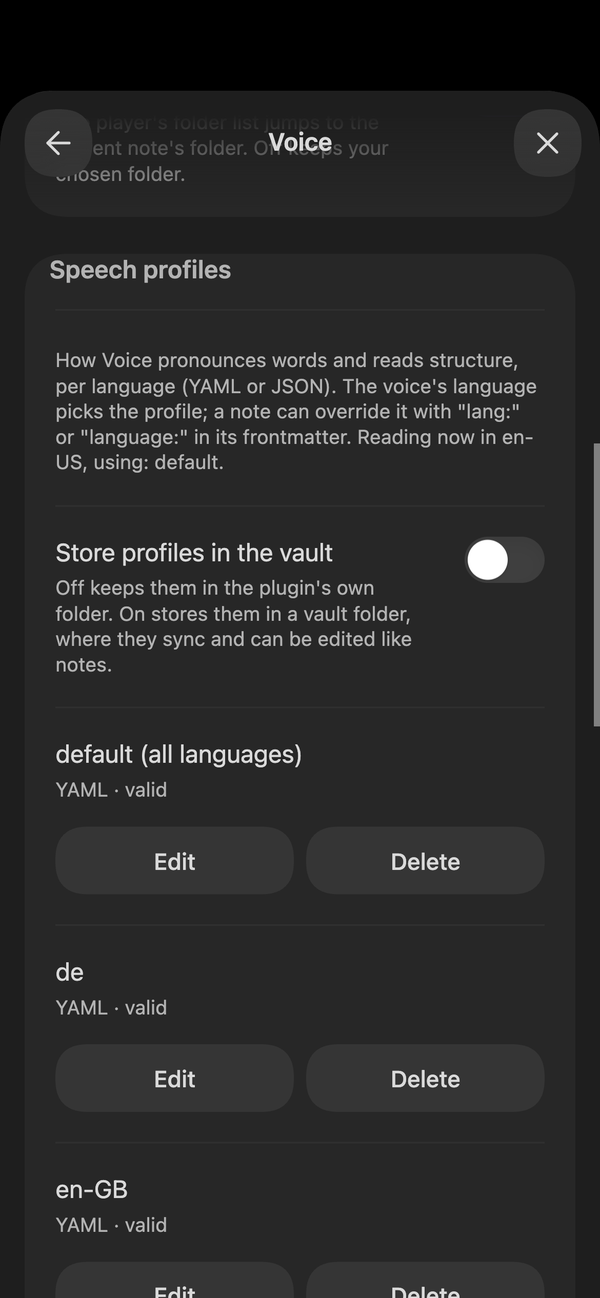 player's folder list jumps to the
Voice
ent note's folder. Off keeps your
chosen folder.
Speech profiles
How Voice pronounces words and reads structure,
per language (YAML or JSON). The voice's language
picks the profile; a note can override it with "lang:"
or "language:" in its frontmatter. Reading now in en-
US, using: default.
Store profiles in the vault
Off keeps them in the plugin's own
folder. On stores them in a vault folder,
where they sync and can be edited like
notes.
default (all languages)
YAML · valid
Edit
Delete
de
YAML · valid
Edit
Delete
en-GB
YAML · valid
Edit
Delete